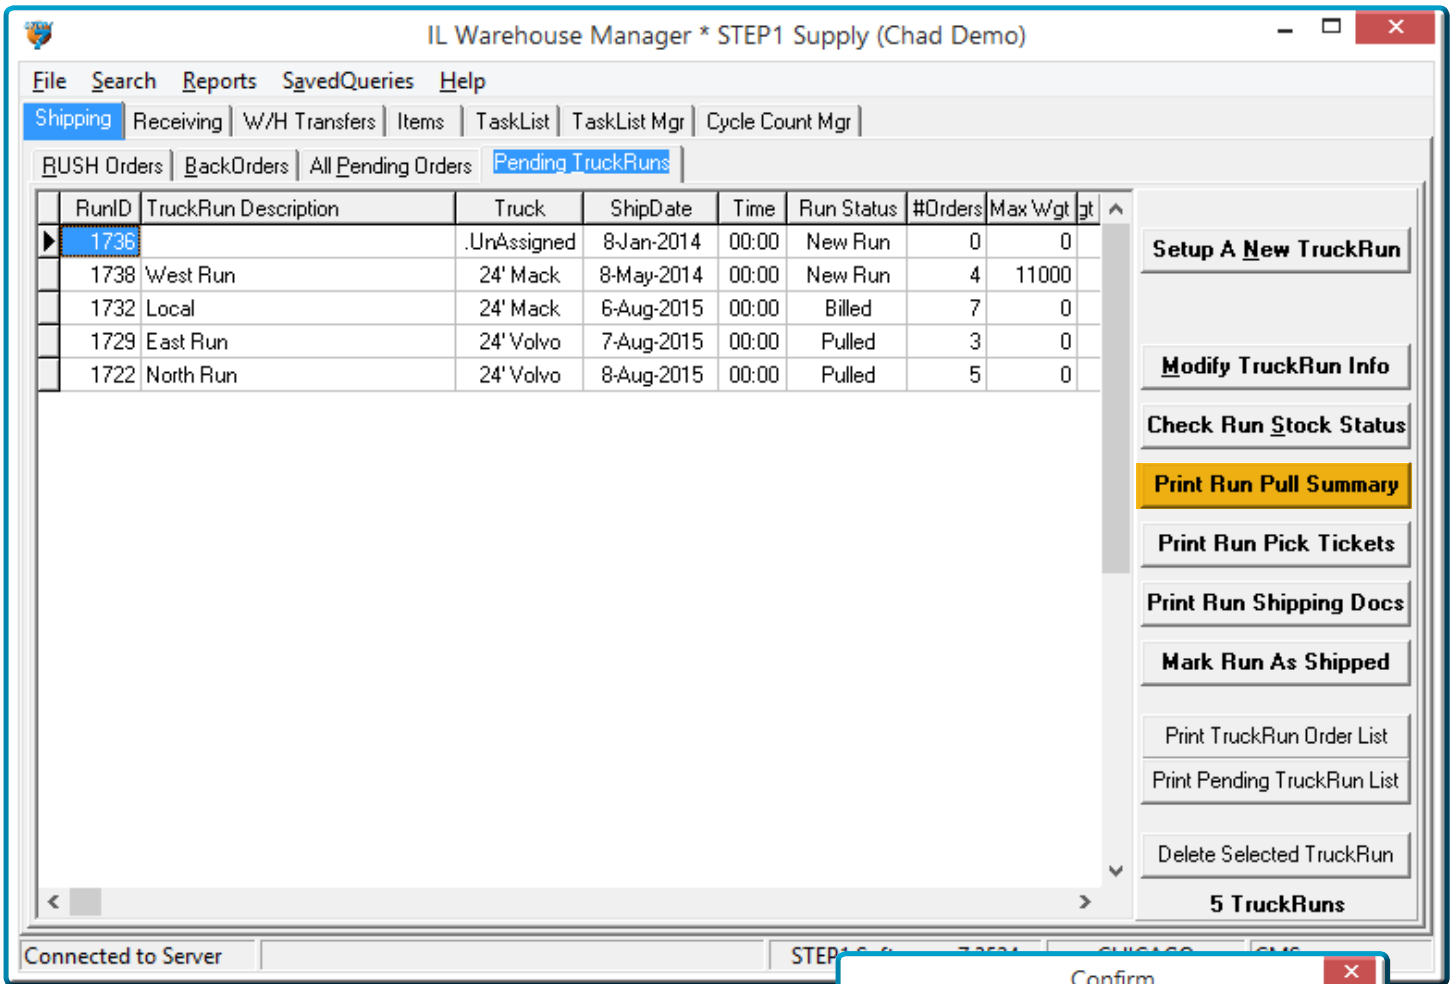 IL Warehouse Manager * STEP1 Supply (Chad Demo)
File Search Reports SavedQueries Help
Shipping Receiving W/H Transfers Items TaskList TaskList Mgr Cycle Count Mgr
RUSH Orders BackOrders All Pending Orders Pending TruckRuns
RunID TruckRun Description Truck ShipDate Time Run Status #Orders Max Wgt gt
1736 .UnAssigned 8-Jan-2014 00:00 New Run 0 0
1738 West Run 24' Mack 8-May-2014 00:00 New Run 4 11000
1732 Local 24' Mack 6-Aug-2015 00:00 Billed 7 0
1729 East Run 24' Volvo 7-Aug-2015 00:00 Pulled 3 0
1722 North Run 24' Volvo 8-Aug-2015 00:00 Pulled 5 0
Setup A New TruckRun
Modify TruckRun Info
Check Run Stock Status
Print Run Pull Summary
Print Run Pick Tickets
Print Run Shipping Docs
Mark Run As Shipped
Print TruckRun Order List
Print Pending TruckRun List
Delete Selected TruckRun
5 TruckRuns
Connected to Server
Confirm